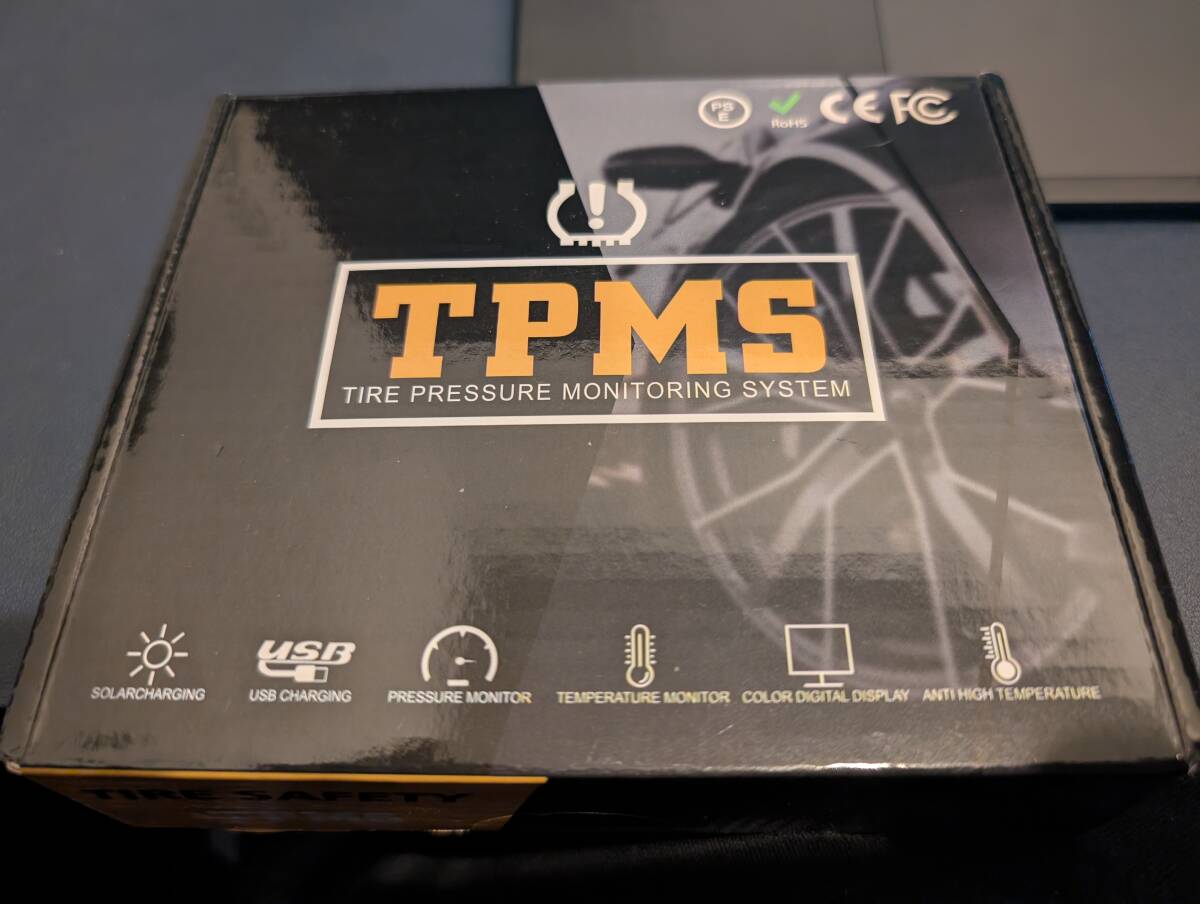 PS
E
RoHS
CE FC
!
TPMS
TIRE PRESSURE MONITORING SYSTEM
USB
SOLARCHARGING
USB CHARGING
PRESSURE MONITOR
TEMPERATURE MONITOR
COLOR DIGITAL DISPLAY
ANTI HIGH TEMPERATURE
TIRE SAFETY